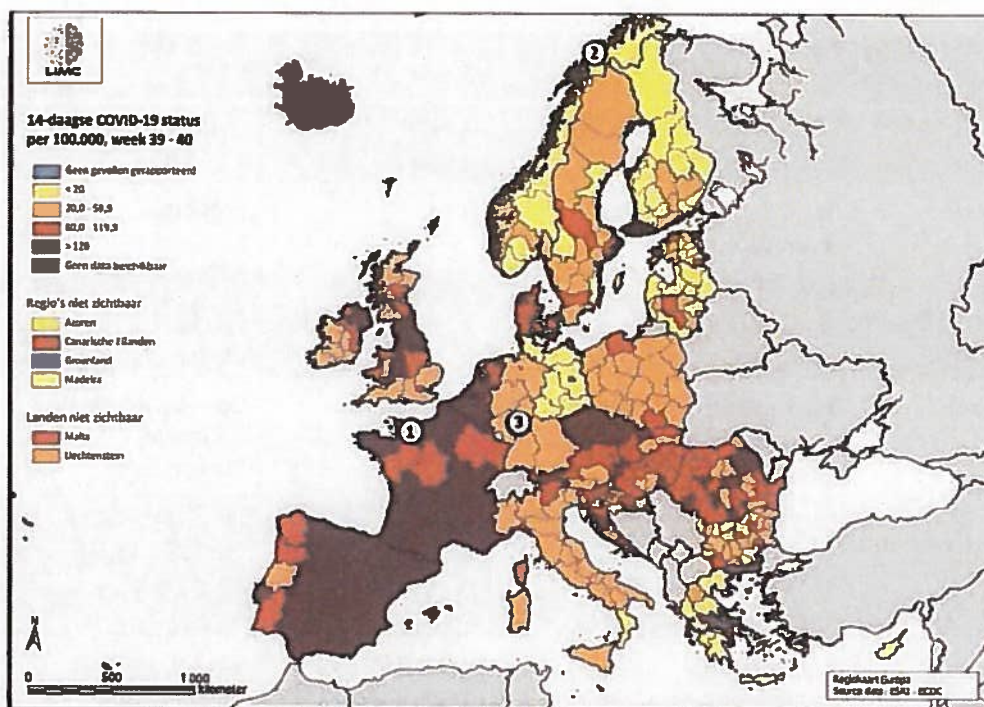 LUMC
14-daagse COVID-19 status
per 100.000, week 39 - 40
Geen gevallen gerapporteerd
< 20
20,0 - 59,9
60,0 - 119,9
> 120
Geen data beschikbaar
Regio's niet zichtbaar
Azoren
Canarische Eilanden
Groenland
Madeira
Landen niet zichtbaar
Malta
Liechtenstein
1
2
3
N
0 500 1 000
kilometer
Regiokaart Europa
Source data: ESRI - ECDC